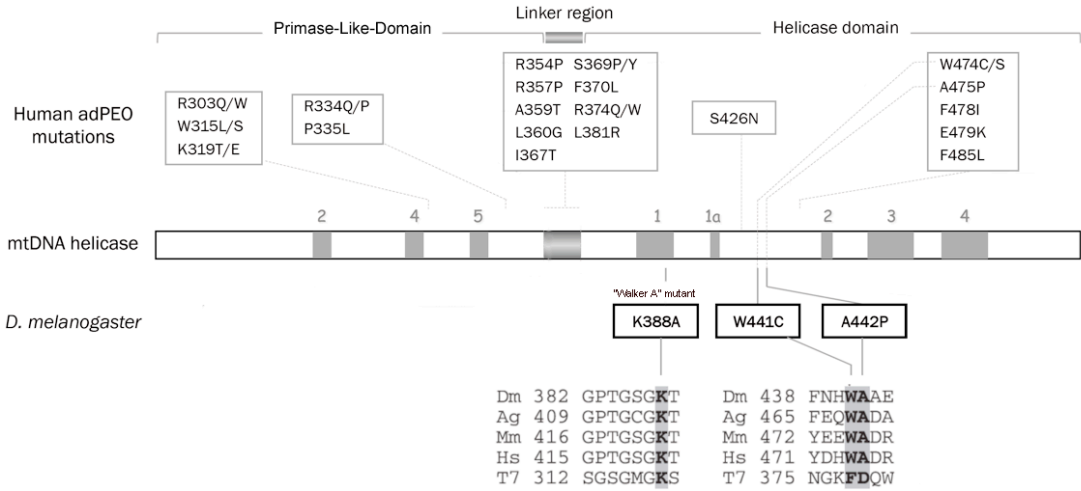 Linker region
Primase-Like-Domain
Helicase domain
Human adPEO
mutations
R303Q/W
W315L/S
K319T/E
R334Q/P
P335L
R354P S369P/Y
R357P F370L
A359T R374Q/W
L360G L381R
I367T
S426N
W474C/S
A475P
F478I
E479K
F485L
2 4 5 1 1a 2 3 4
mtDNA helicase
"Walker A" mutant
D. melanogaster
K388A
W441C
A442P
Dm 382 GPTGSGKT
Ag 409 GPTGCGKT
Mm 416 GPTGSGKT
Hs 415 GPTGSGKT
T7 312 SGSGMGKS
Dm 438 FNHWAAE
Ag 465 FEQWADA
Mm 472 YEEWADR
Hs 471 YDHWADR
T7 375 NGKFDQW